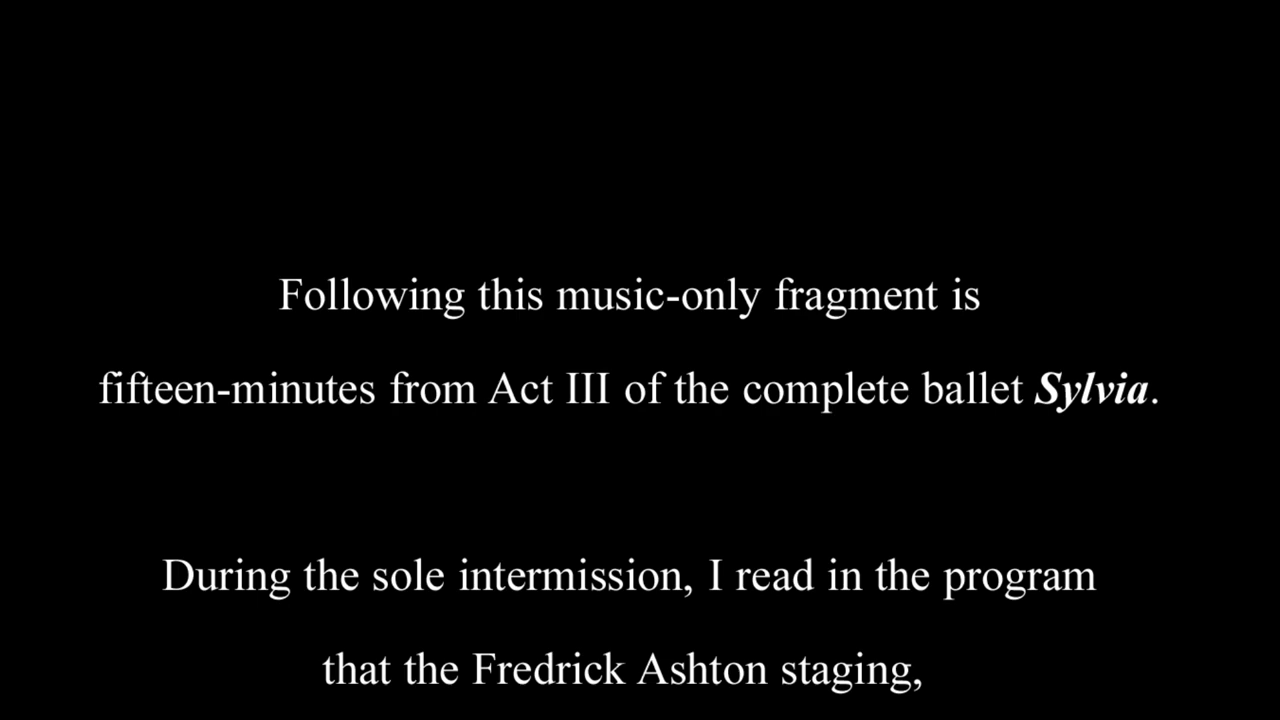 Following this music-only fragment is
fifteen-minutes from Act III of the complete ballet Sylvia.
During the sole intermission, I read in the program
that the Fredrick Ashton staging,